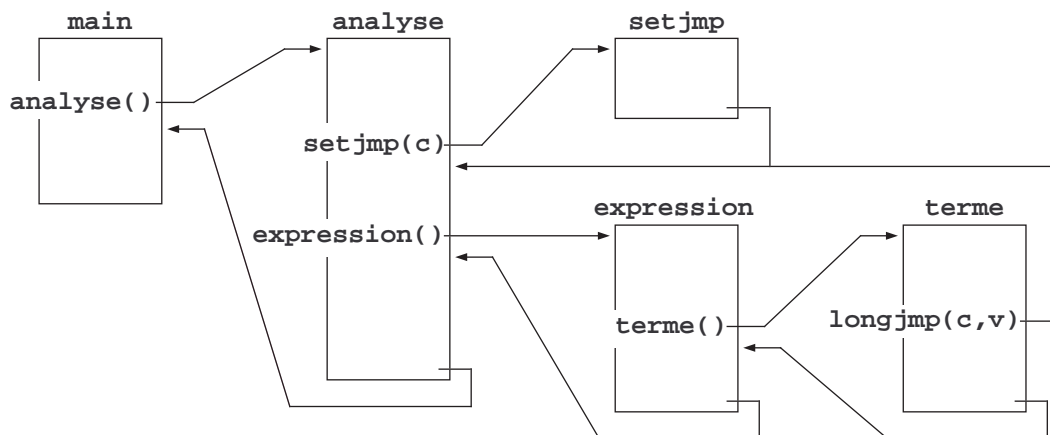 main
analyse
setjmp
analyse()
setjmp(c)
expression
terme
expression()
terme()
longjmp(c,v)